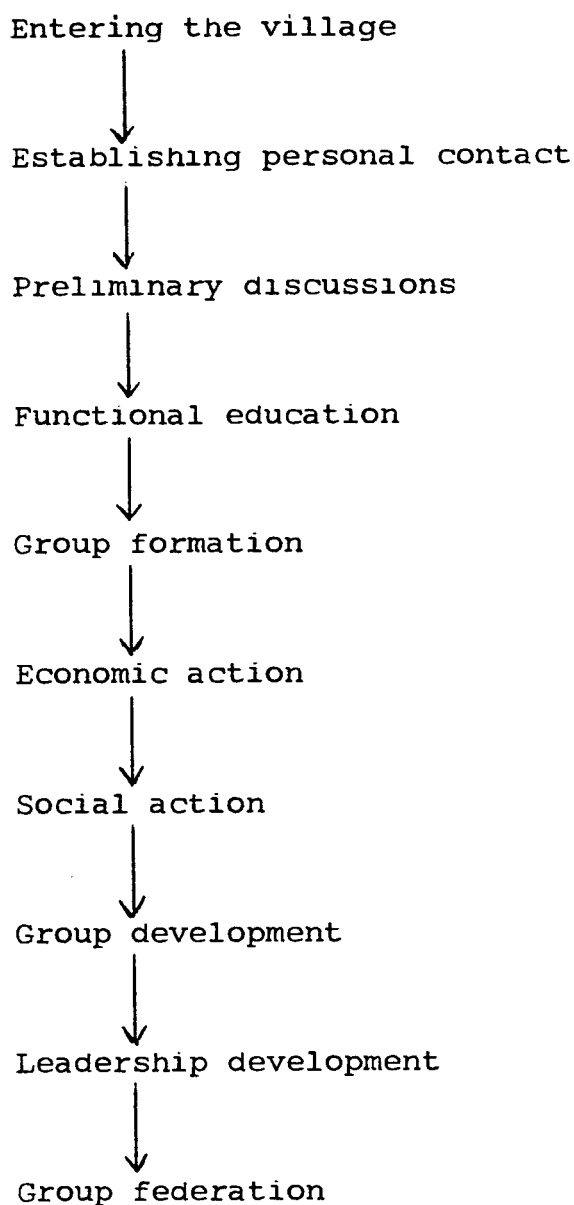 Entering the village
Establishing personal contact
Preliminary discussions
Functional education
Group formation
Economic action
Social action
Group development
Leadership development
Group federation